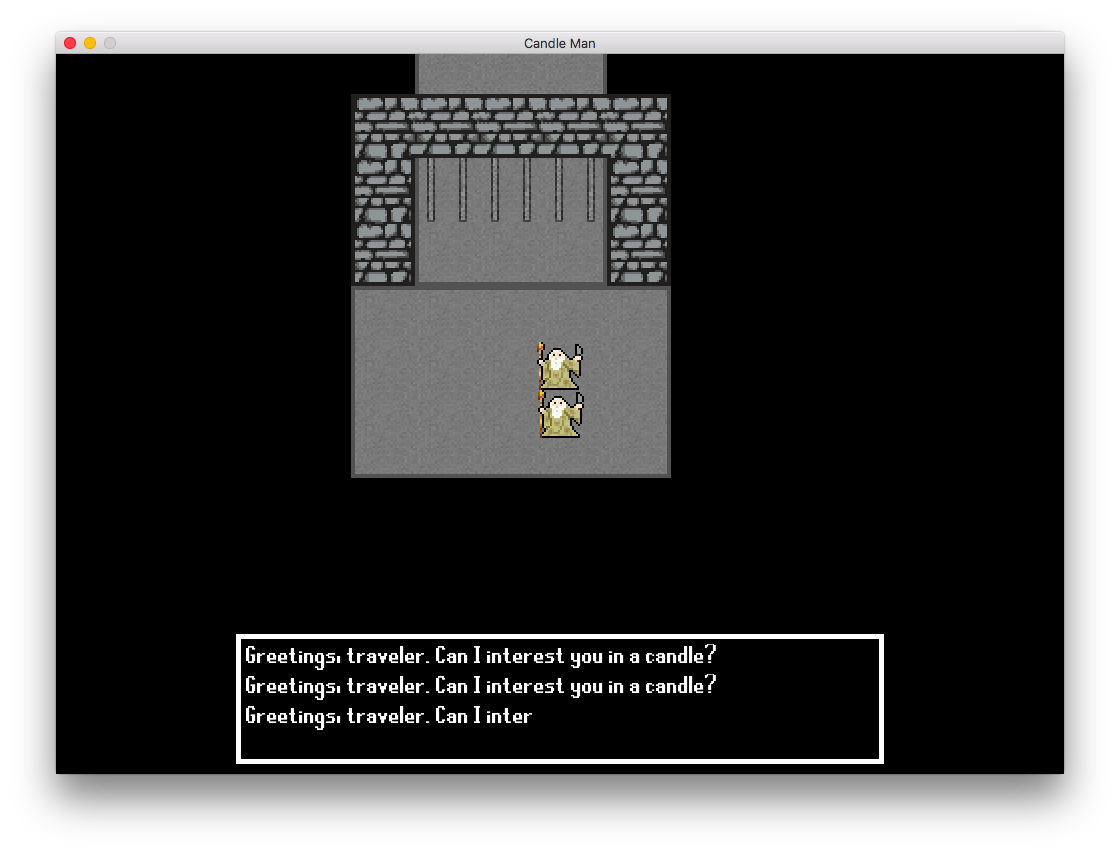 Candle Man
Greetings, traveler. Can I interest you in a candle?
Greetings, traveler. Can I interest you in a candle?
Greetings, traveler. Can I inter